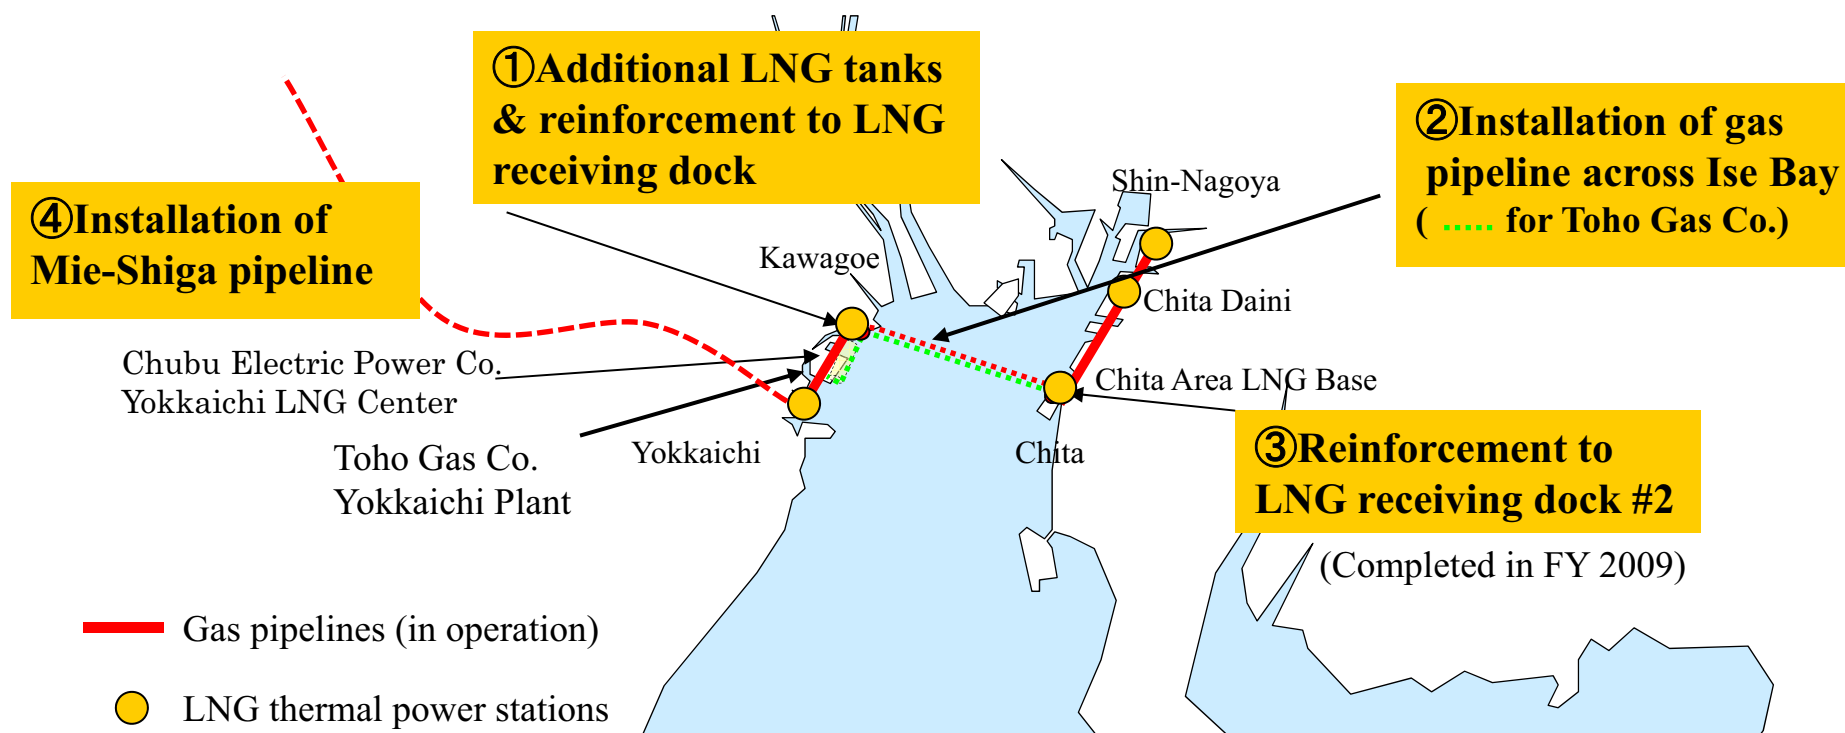 ①Additional LNG tanks
& reinforcement to LNG
receiving dock
②Installation of gas
pipeline across Ise Bay
( ..... for Toho Gas Co.)
④Installation of
Mie-Shiga pipeline
Shin-Nagoya
Kawagoe
Chita Daini
Chubu Electric Power Co.
Yokkaichi LNG Center
Chita Area LNG Base
Toho Gas Co.
Yokkaichi Plant
Yokkaichi
Chita
③Reinforcement to
LNG receiving dock #2
(Completed in FY 2009)
Gas pipelines (in operation)
LNG thermal power stations